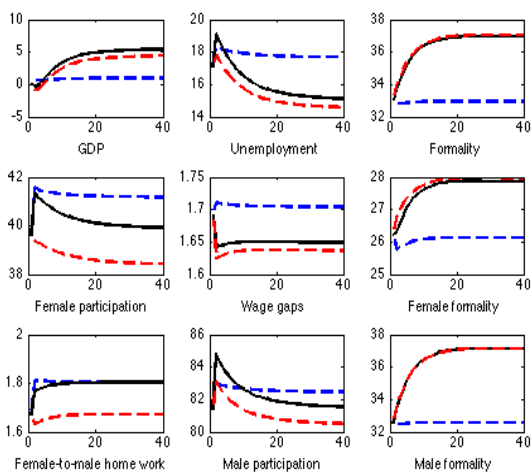 10
5
0
-5
0 20 40
GDP
20
18
16
14
0 20 40
Unemployment
37
35
33
32
0 20 40
Formality
42
40
38
0 20 40
Female participation
1.75
1.7
1.65
1.6
0 20 40
Wage gaps
28
27
26
25
0 20 40
Female formality
2
1.8
1.6
0 20 40
Female-to-male home work
86
84
82
80
0 20 40
Male participation
38
36
34
32
0 20 40
Male formality